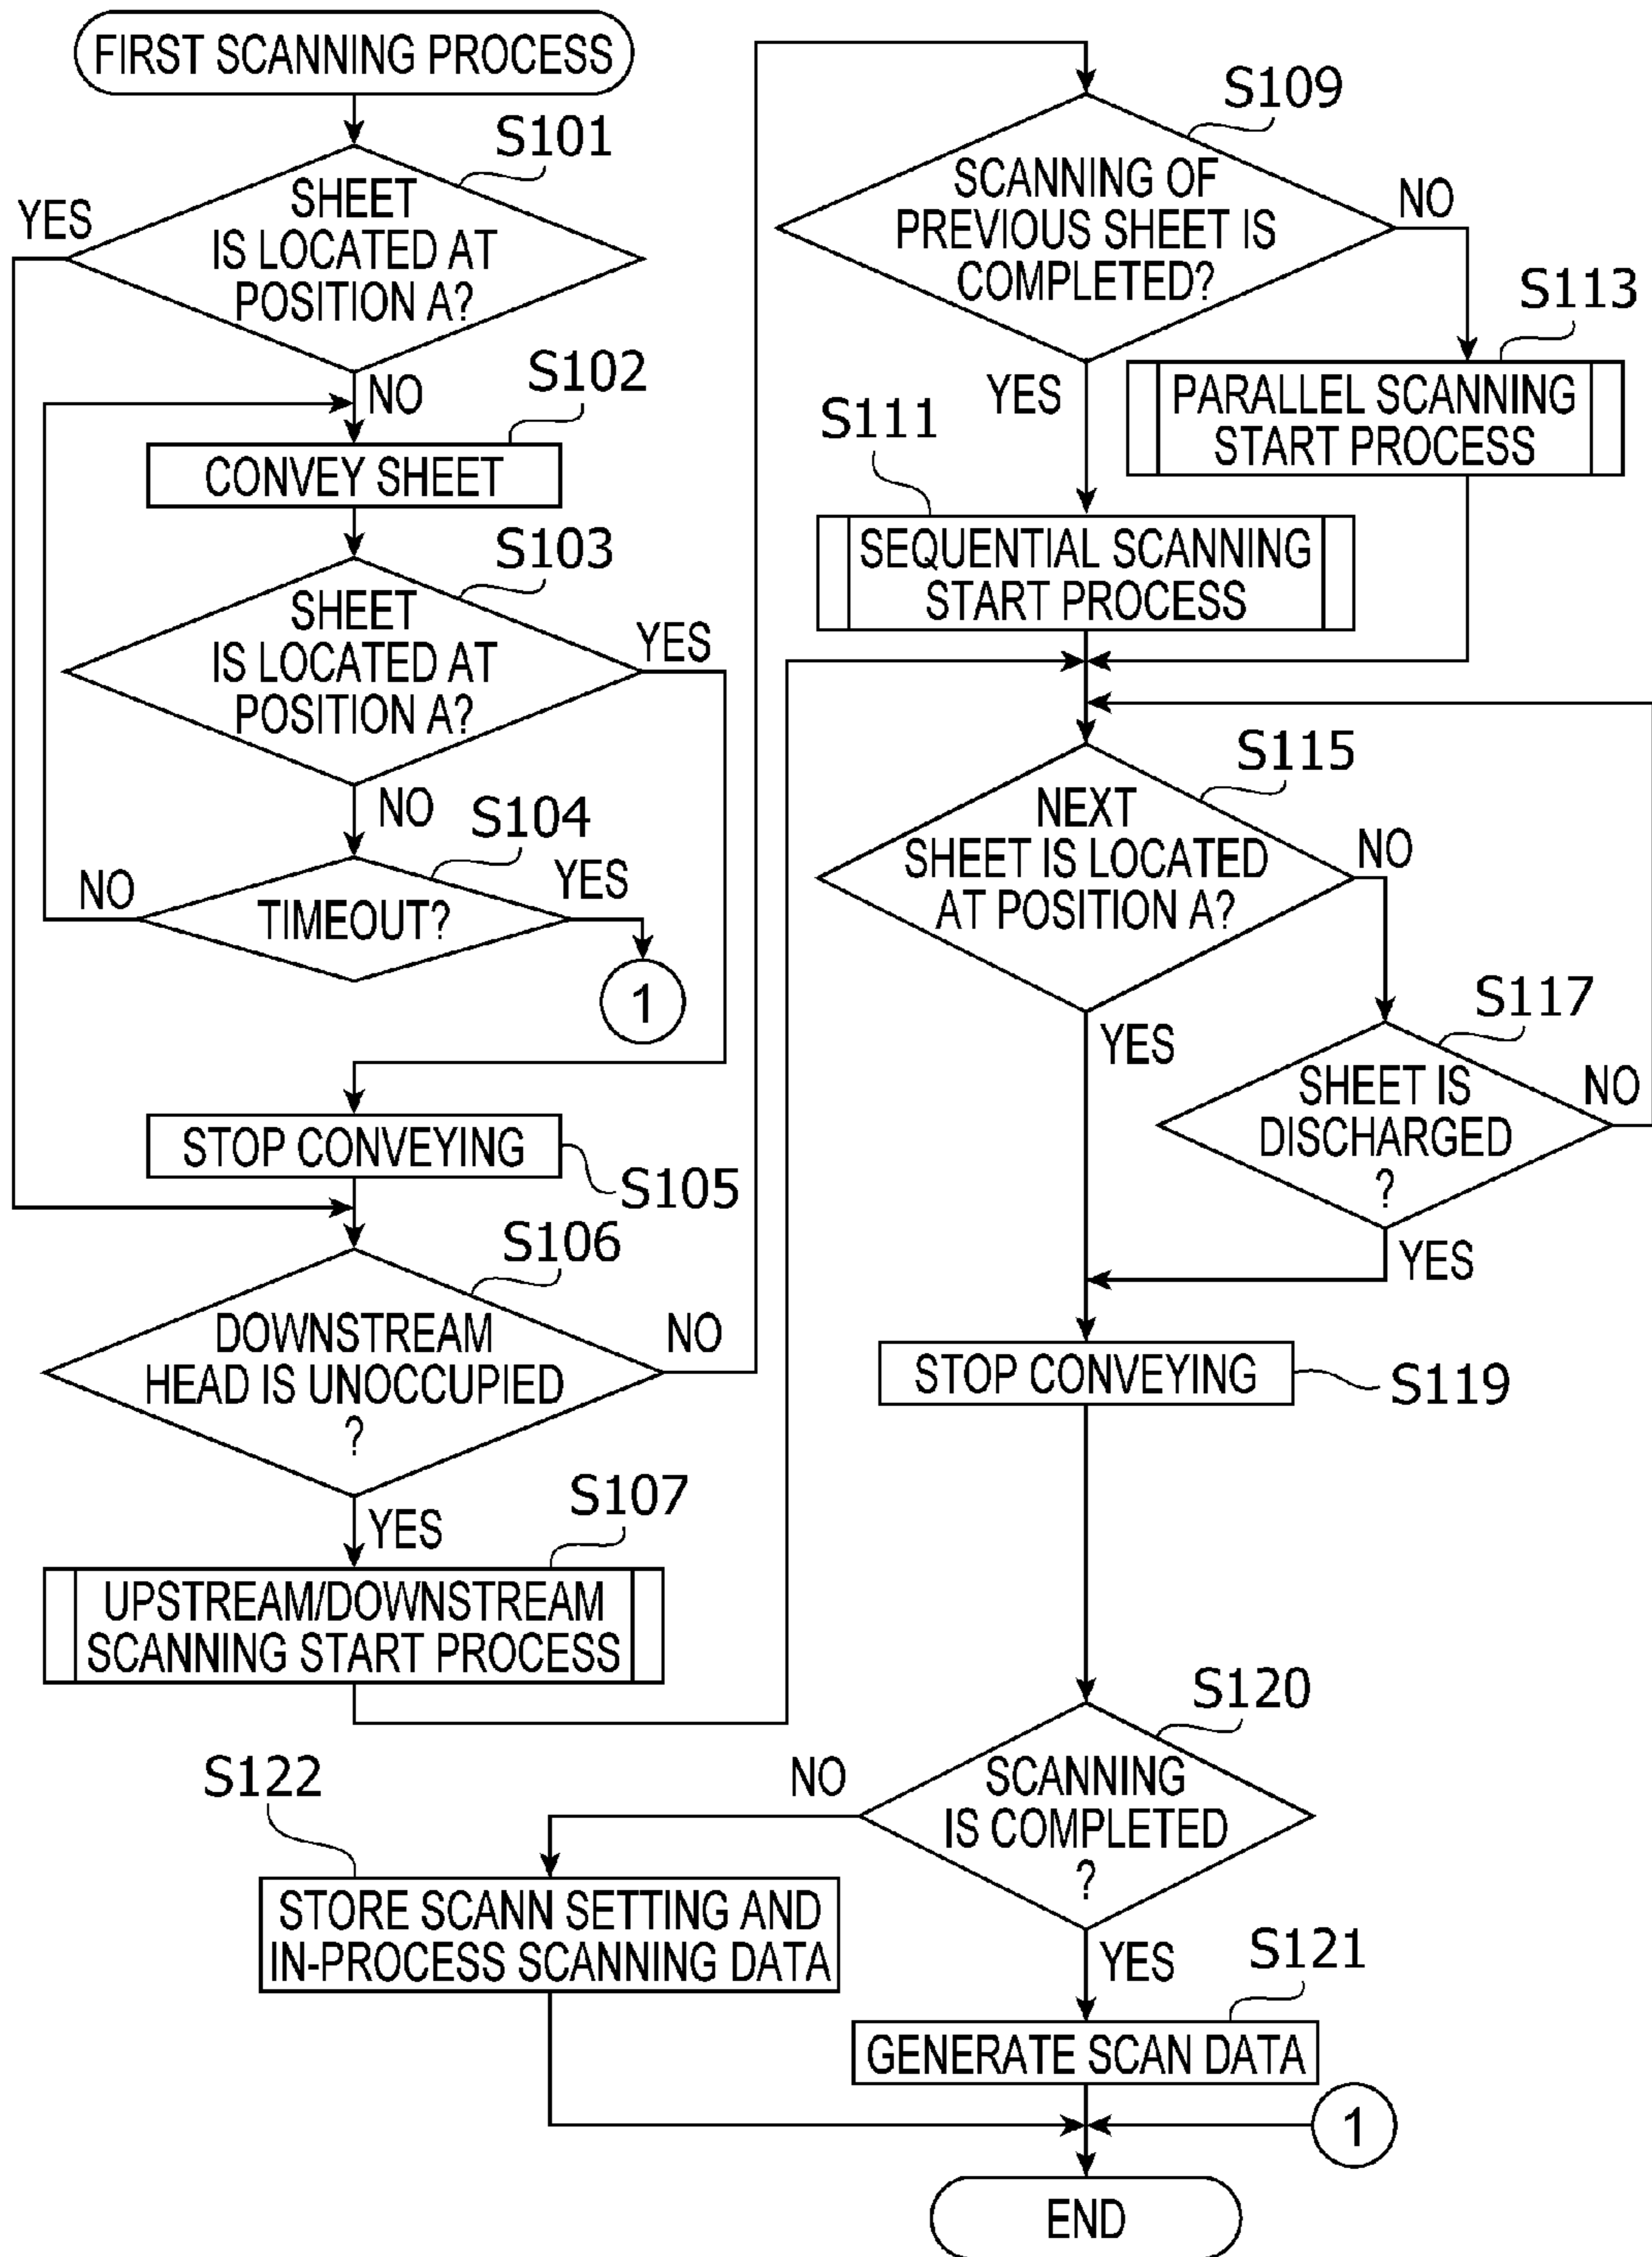 FIRST SCANNING PROCESS
S101
SHEET
IS LOCATED AT
POSITION A?
YES
NO
S102
CONVEY SHEET
S103
SHEET
IS LOCATED AT
POSITION A?
YES
NO
S104
TIMEOUT?
NO
YES
1
STOP CONVEYING
S105
S106
DOWNSTREAM
HEAD IS UNOCCUPIED
?
NO
YES
S107
UPSTREAM/DOWNSTREAM
SCANNING START PROCESS
S109
SCANNING OF
PREVIOUS SHEET IS
COMPLETED?
NO
YES
S113
PARALLEL SCANNING
START PROCESS
S111
SEQUENTIAL SCANNING
START PROCESS
S115
NEXT
SHEET IS LOCATED
AT POSITION A?
NO
YES
S117
SHEET IS
DISCHARGED
?
NO
YES
STOP CONVEYING
S119
S120
SCANNING
IS COMPLETED
?
NO
YES
S122
STORE SCANN SETTING AND
IN-PROCESS SCANNING DATA
S121
GENERATE SCAN DATA
1
END